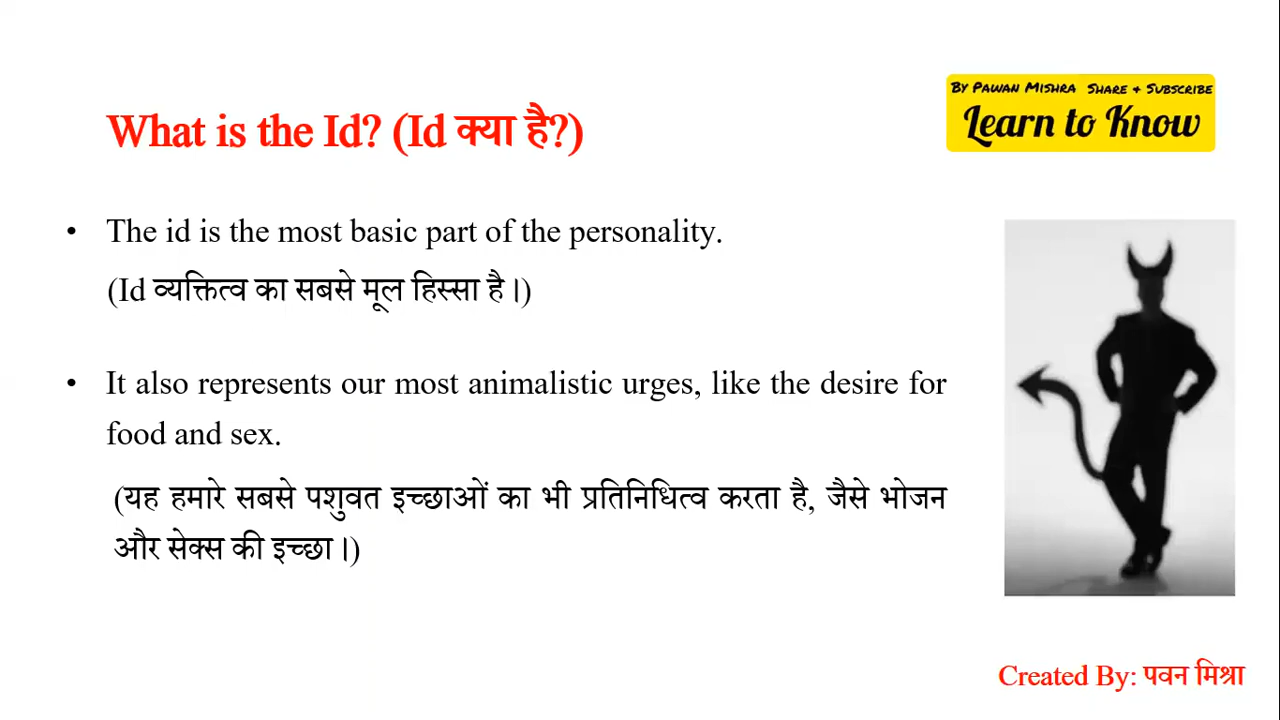 By Pawan Mishra Share & Subscribe
Learn to Know
What is the Id? (Id क्या है?)
• The id is the most basic part of the personality.
(Id व्यक्तित्व का सबसे मूल हिस्सा है।)
• It also represents our most animalistic urges, like the desire for
food and sex.
(यह हमारे सबसे पशुवत इच्छाओं का भी प्रतिनिधित्व करता है, जैसे भोजन
और सेक्स की इच्छा।)
Created By: पवन मिश्रा